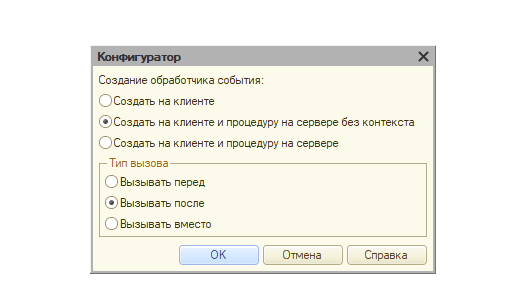 Конфигуратор
Создание обработчика события:
Создать на клиенте
Создать на клиенте и процедуру на сервере без контекста
Создать на клиенте и процедуру на сервере
Тип вызова
Вызывать перед
Вызывать после
Вызывать вместо
ОК Отмена Справка